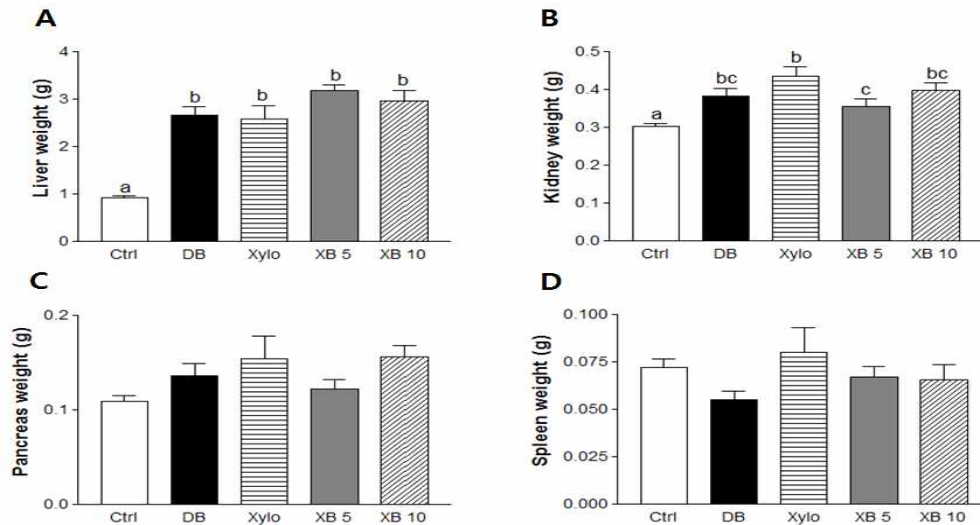 A
Liver weight (g)
4
3
2
1
0
a
b
b
b
b
Ctrl DB Xylo XB 5 XB 10
B
Kidney weight (g)
0.5
0.4
0.3
0.2
0.1
0.0
a
bc
b
c
bc
Ctrl DB Xylo XB 5 XB 10
C
Pancreas weight (g)
0.2
0.1
0.0
Ctrl DB Xylo XB 5 XB 10
D
Spleen weight (g)
0.100
0.075
0.050
0.025
0.000
Ctrl DB Xylo XB 5 XB 10